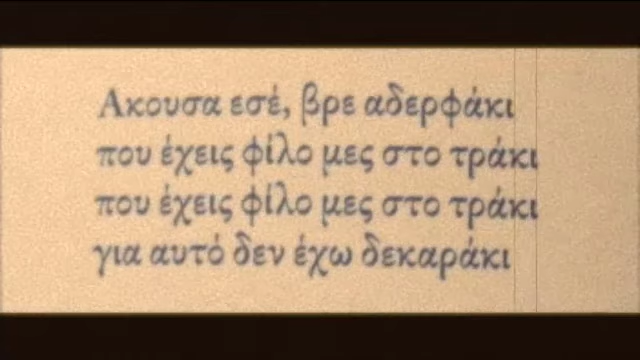 Ακουσα εσέ, βρε αδερφάκι
που έχεις φίλο μες στο τράκι
που έχεις φίλο μες στο τράκι
για αυτό δεν έχω δεκαράκι